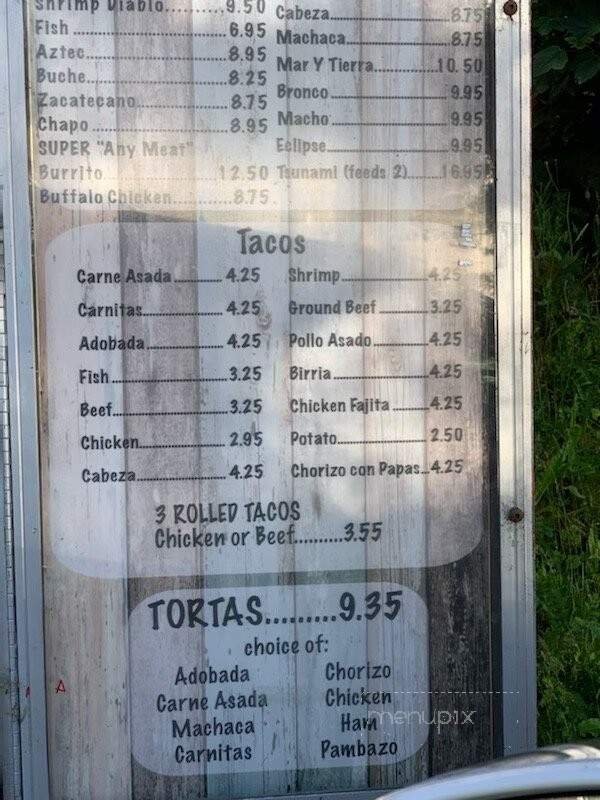 Shrimp Diablo..........9.50
Fish..........6.95
Aztec..........8.95
Buche..........8.25
Zacatecano..........8.75
Chapo..........8.95
SUPER "Any Meat"
Burrito 12.50
Buffalo Chicken..........8.75
Cabeza..........8.75
Machaca..........8.75
Mar Y Tierra..........10.50
Bronco..........9.95
Macho..........9.95
Eclipse..........9.95
Tsunami (feeds 2)..........16.95
Tacos
Carne Asada..........4.25
Carnitas..........4.25
Adobada..........4.25
Fish..........3.25
Beef..........3.25
Chicken..........2.95
Cabeza..........4.25
Shrimp..........4.25
Ground Beef..........3.25
Pollo Asado..........4.25
Birria..........4.25
Chicken Fajita..........4.25
Potato..........2.50
Chorizo con Papas...4.25
3 ROLLED TACOS
Chicken or Beef..........3.55
TORTAS.........9.35
choice of:
Adobada
Carne Asada
Machaca
Carnitas
Chorizo
Chicken
Ham
Pambazo
menupix